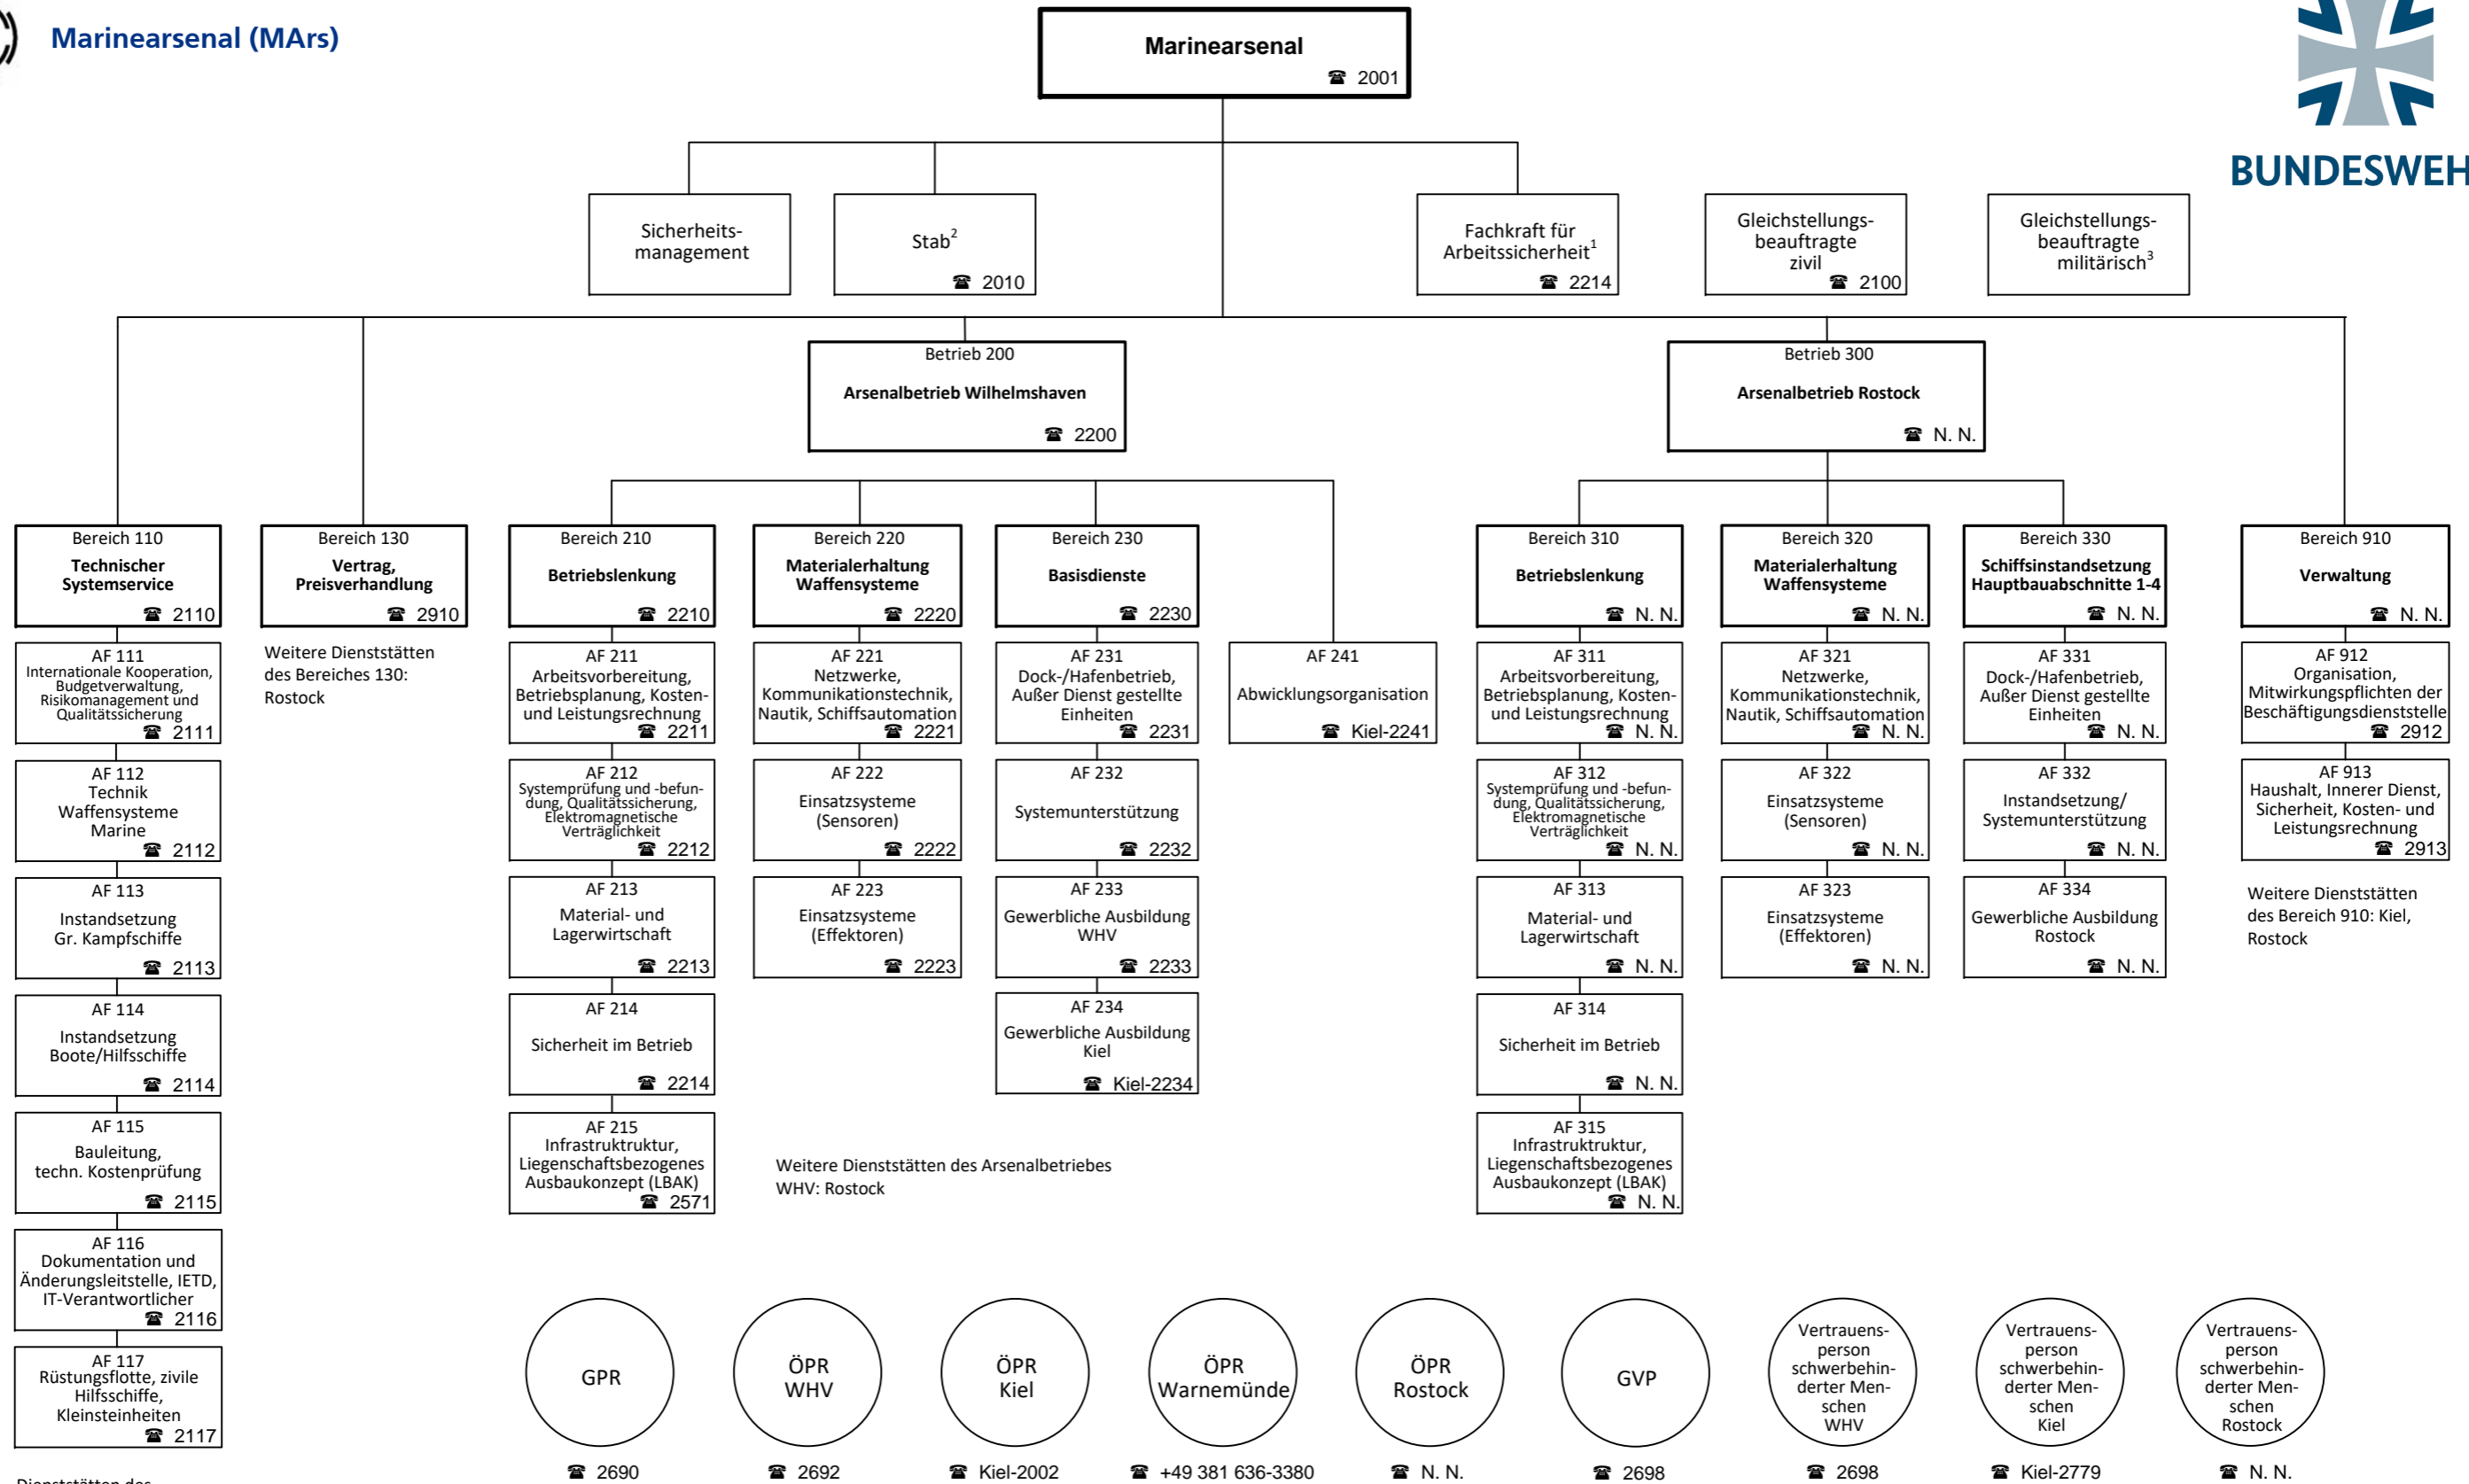 Marinearsenal (MArs)
Marinearsenal
☎ 2001
BUNDESWEH
Sicherheits-
management
Stab²
☎ 2010
Fachkraft für
Arbeitssicherheit¹
☎ 2214
Gleichstellungs-
beauftragte
zivil
☎ 2100
Gleichstellungs-
beauftragte
militärisch³
Betrieb 200
Arsenalbetrieb Wilhelmshaven
☎ 2200
Betrieb 300
Arsenalbetrieb Rostock
☎ N. N.
Bereich 110
Technischer
Systemservice
☎ 2110
Bereich 130
Vertrag,
Preisverhandlung
☎ 2910
Bereich 210
Betriebslenkung
☎ 2210
Bereich 220
Materialerhaltung
Waffensysteme
☎ 2220
Bereich 230
Basisdienste
☎ 2230
Bereich 310
Betriebslenkung
☎ N. N.
Bereich 320
Materialerhaltung
Waffensysteme
☎ N. N.
Bereich 330
Schiffsinstandsetzung
Hauptbauabschnitte 1-4
☎ N. N.
Bereich 910
Verwaltung
☎ N. N.
AF 111
Internationale Kooperation,
Budgetverwaltung,
Risikomanagement und
Qualitätssicherung
☎ 2111
Weitere Dienststätten
des Bereiches 130:
Rostock
AF 211
Arbeitsvorbereitung,
Betriebsplanung, Kosten-
und Leistungsrechnung
☎ 2211
AF 221
Netzwerke,
Kommunikationstechnik,
Nautik, Schiffsautomation
☎ 2221
AF 231
Dock-/Hafenbetrieb,
Außer Dienst gestellte
Einheiten
☎ 2231
AF 241
Abwicklungsorganisation
☎ Kiel-2241
AF 311
Arbeitsvorbereitung,
Betriebsplanung, Kosten-
und Leistungsrechnung
☎ N. N.
AF 321
Netzwerke,
Kommunikationstechnik,
Nautik, Schiffsautomation
☎ N. N.
AF 331
Dock-/Hafenbetrieb,
Außer Dienst gestellte
Einheiten
☎ N. N.
AF 912
Organisation,
Mitwirkungspflichten der
Beschäftigungsdienststelle
☎ 2912
AF 112
Technik
Waffensysteme
Marine
☎ 2112
AF 212
Systemprüfung und -befun-
dung, Qualitätssicherung,
Elektromagnetische
Verträglichkeit
☎ 2212
AF 222
Einsatzsysteme
(Sensoren)
☎ 2222
AF 232
Systemunterstützung
☎ 2232
AF 312
Systemprüfung und -befun-
dung, Qualitätssicherung,
Elektromagnetische
Verträglichkeit
☎ N. N.
AF 322
Einsatzsysteme
(Sensoren)
☎ N. N.
AF 332
Instandsetzung/
Systemunterstützung
☎ N. N.
AF 913
Haushalt, Innerer Dienst,
Sicherheit, Kosten- und
Leistungsrechnung
☎ 2913
AF 113
Instandsetzung
Gr. Kampfschiffe
☎ 2113
AF 213
Material- und
Lagerwirtschaft
☎ 2213
AF 223
Einsatzsysteme
(Effektoren)
☎ 2223
AF 233
Gewerbliche Ausbildung
WHV
☎ 2233
AF 313
Material- und
Lagerwirtschaft
☎ N. N.
AF 323
Einsatzsysteme
(Effektoren)
☎ N. N.
AF 334
Gewerbliche Ausbildung
Rostock
☎ N. N.
Weitere Dienststätten
des Bereich 910: Kiel,
Rostock
AF 114
Instandsetzung
Boote/Hilfsschiffe
☎ 2114
AF 214
Sicherheit im Betrieb
☎ 2214
AF 234
Gewerbliche Ausbildung
Kiel
☎ Kiel-2234
AF 314
Sicherheit im Betrieb
☎ N. N.
AF 115
Bauleitung,
techn. Kostenprüfung
☎ 2115
AF 215
Infrastruktruktur,
Liegenschaftsbezogenes
Ausbaukonzept (LBAK)
☎ 2571
Weitere Dienststätten des Arsenalbetriebes
WHV: Rostock
AF 315
Infrastruktruktur,
Liegenschaftsbezogenes
Ausbaukonzept (LBAK)
☎ N. N.
AF 116
Dokumentation und
Änderungsleitstelle, IETD,
IT-Verantwortlicher
☎ 2116
AF 117
Rüstungsflotte, zivile
Hilfsschiffe,
Kleinsteinheiten
☎ 2117
GPR
☎ 2690
ÖPR
WHV
☎ 2692
ÖPR
Kiel
☎ Kiel-2002
ÖPR
Warnemünde
☎ +49 381 636-3380
ÖPR
Rostock
☎ N. N.
GVP
☎ 2698
Vertrauens-
person
schwerbehin-
derter Men-
schen
WHV
☎ 2698
Vertrauens-
person
schwerbehin-
derter Men-
schen
Kiel
☎ Kiel-2779
Vertrauens-
person
schwerbehin-
derter Men-
schen
Rostock
☎ N. N.
Dienststätten des